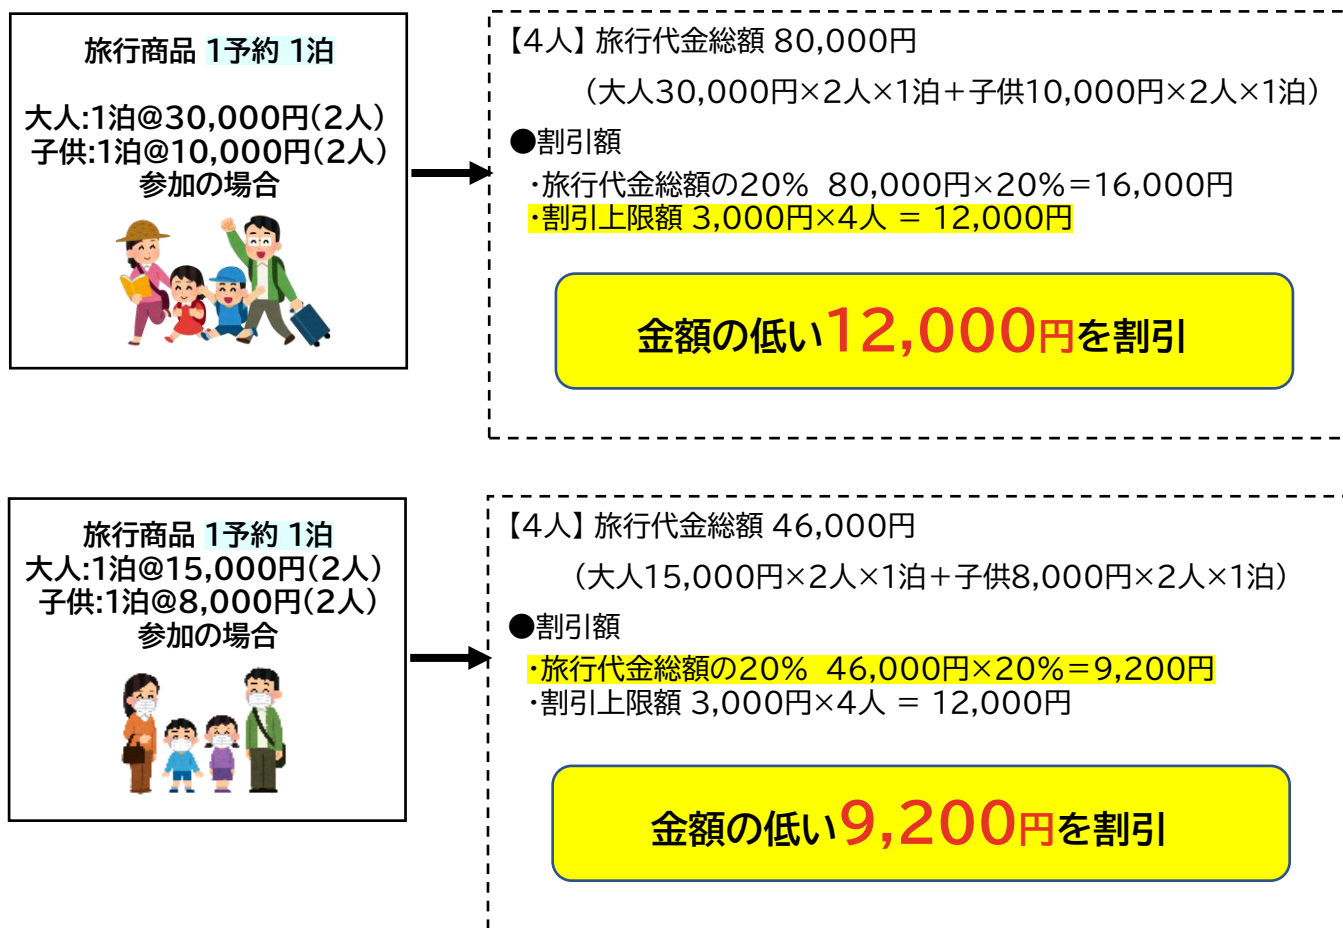 旅行商品 1予約 1泊
大人:1泊@30,000円(2人)
子供:1泊@10,000円(2人)
参加の場合
【4人】旅行代金総額 80,000円
（大人30,000円×2人×1泊＋子供10,000円×2人×1泊）
●割引額
・旅行代金総額の20% 80,000円×20%＝16,000円
・割引上限額 3,000円×4人 ＝ 12,000円
金額の低い12,000円を割引
旅行商品 1予約 1泊
大人:1泊@15,000円(2人)
子供:1泊@8,000円(2人)
参加の場合
【4人】旅行代金総額 46,000円
（大人15,000円×2人×1泊＋子供8,000円×2人×1泊）
●割引額
・旅行代金総額の20% 46,000円×20%＝9,200円
・割引上限額 3,000円×4人 ＝ 12,000円
金額の低い9,200円を割引